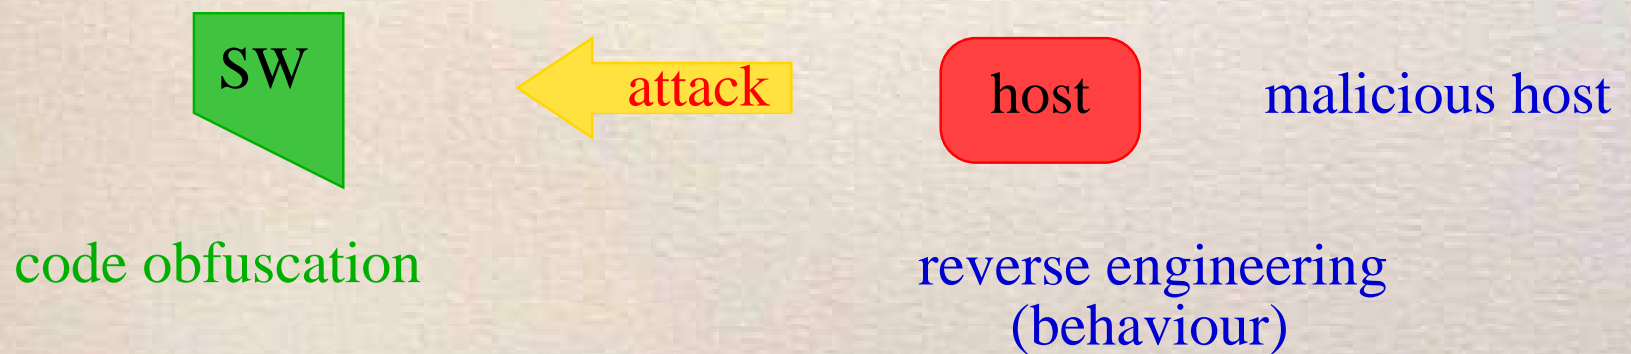 SW
attack
host
malicious host
code obfuscation
reverse engineering
(behaviour)